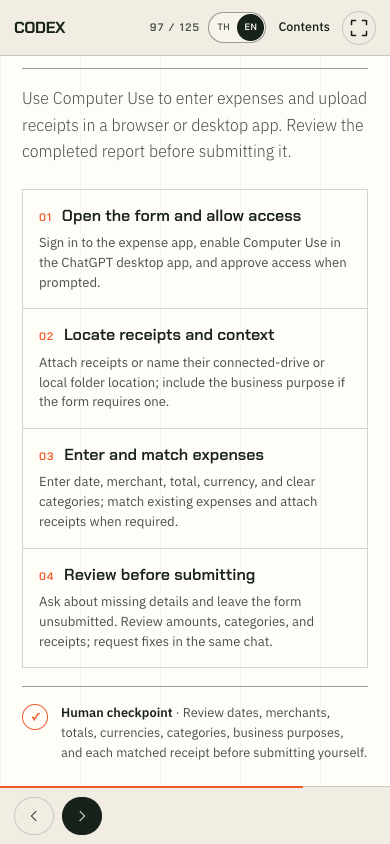 CODEX
97 / 125
TH
EN
Contents
Use Computer Use to enter expenses and upload
receipts in a browser or desktop app. Review the
completed report before submitting it.
01 Open the form and allow access
Sign in to the expense app, enable Computer Use in
the ChatGPT desktop app, and approve access when
prompted.
02 Locate receipts and context
Attach receipts or name their connected-drive or
local folder location; include the business purpose if
the form requires one.
03 Enter and match expenses
Enter date, merchant, total, currency, and clear
categories; match existing expenses and attach
receipts when required.
04 Review before submitting
Ask about missing details and leave the form
unsubmitted. Review amounts, categories, and
receipts; request fixes in the same chat.
Human checkpoint · Review dates, merchants,
totals, currencies, categories, business purposes,
and each matched receipt before submitting yourself.